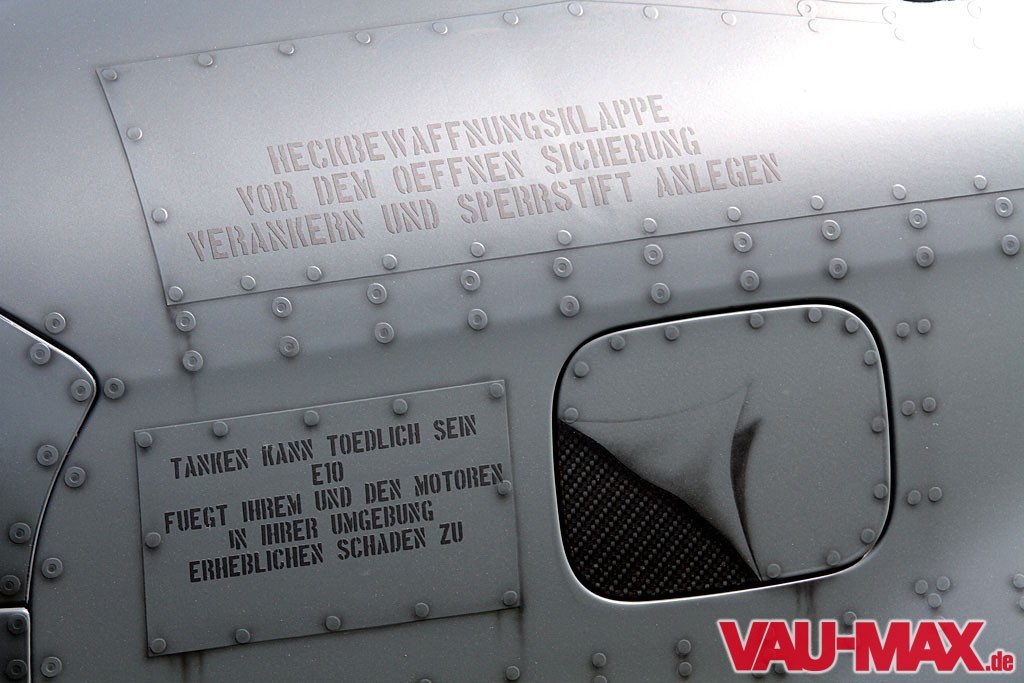 HECKBEWAFFNUNGSKLAPPE
VOR DEM OEFFNEN SICHERUNG
VERANKERN UND SPERRSTIFT ANLEGEN
TANKEN KANN TOEDLICH SEIN
E10
FUEGT IHREM UND DEN MOTOREN
IN IHRER UMGEBUNG
ERHEBLICHEN SCHADEN ZU
VAU-MAX.de